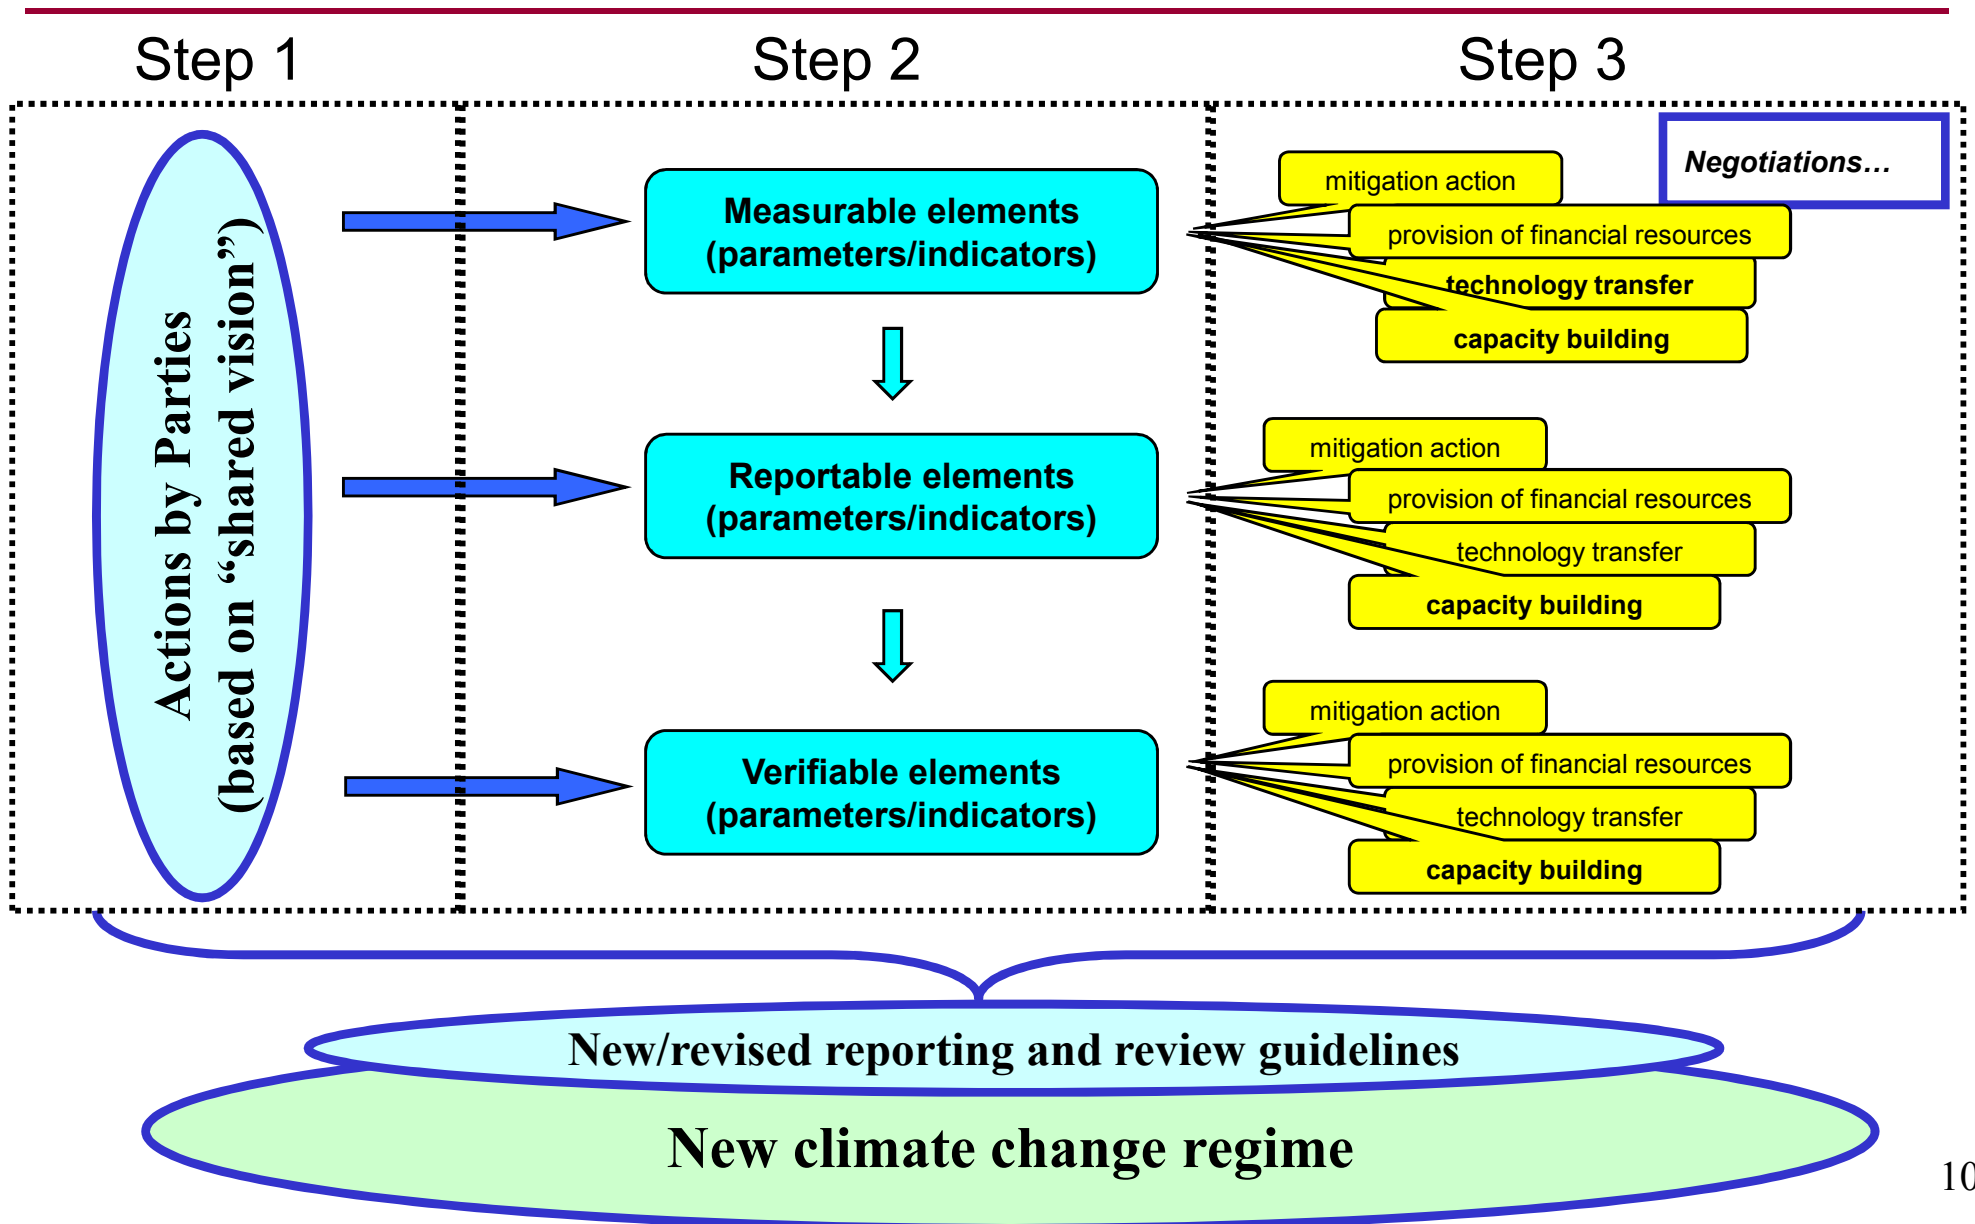 Step 1
Step 2
Step 3
Actions by Parties
(based on “shared vision”)
Measurable elements
(parameters/indicators)
Reportable elements
(parameters/indicators)
Verifiable elements
(parameters/indicators)
Negotiations…
mitigation action
provision of financial resources
technology transfer
capacity building
mitigation action
provision of financial resources
technology transfer
capacity building
mitigation action
provision of financial resources
technology transfer
capacity building
New/revised reporting and review guidelines
New climate change regime
10